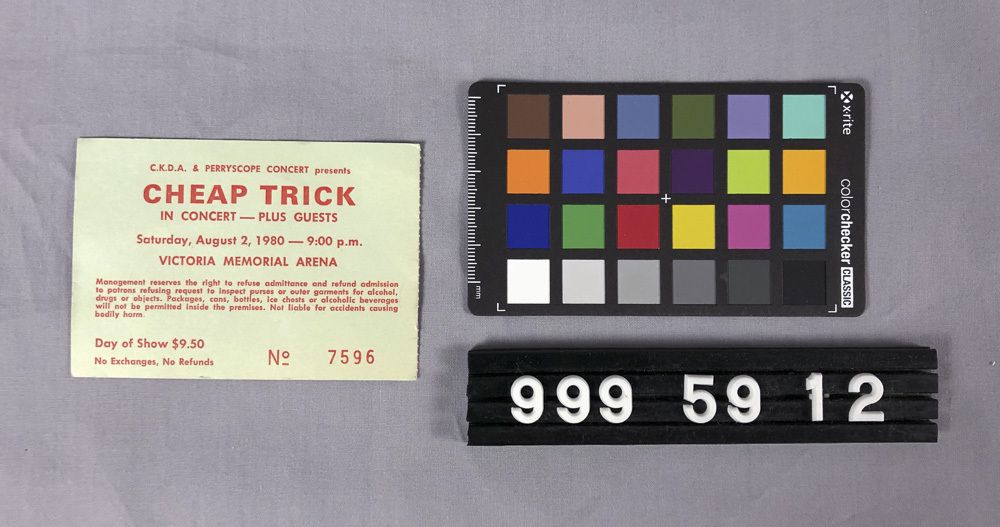 C.K.D.A. & PERRYSCOPE CONCERT presents
CHEAP TRICK
IN CONCERT — PLUS GUESTS
Saturday, August 2, 1980 — 9:00 p.m.
VICTORIA MEMORIAL ARENA
Management reserves the right to refuse admittance and refund admission
to patrons refusing request to inspect purses or outer garments for alcohol,
drugs or objects. Packages, cans, bottles, ice chests or alcoholic beverages
will not be permitted inside the premises. Not liable for accidents causing
bodily harm.
Day of Show $9.50
No Exchanges, No Refunds
Nº 7596
x-rite
colorchecker CLASSIC
mm
999 59 12